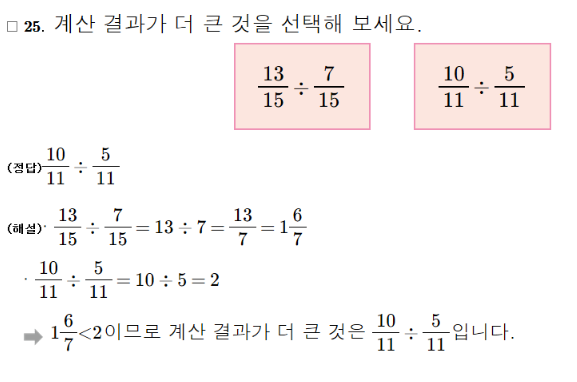 □ 25. 계산 결과가 더 큰 것을 선택해 보세요.
13/15 ÷ 7/15    10/11 ÷ 5/11
(정답) 10/11 ÷ 5/11
(해설)· 13/15 ÷ 7/15 = 13 ÷ 7 = 13/7 = 1 6/7
· 10/11 ÷ 5/11 = 10 ÷ 5 = 2
➡ 1 6/7 < 2이므로 계산 결과가 더 큰 것은 10/11 ÷ 5/11 입니다.